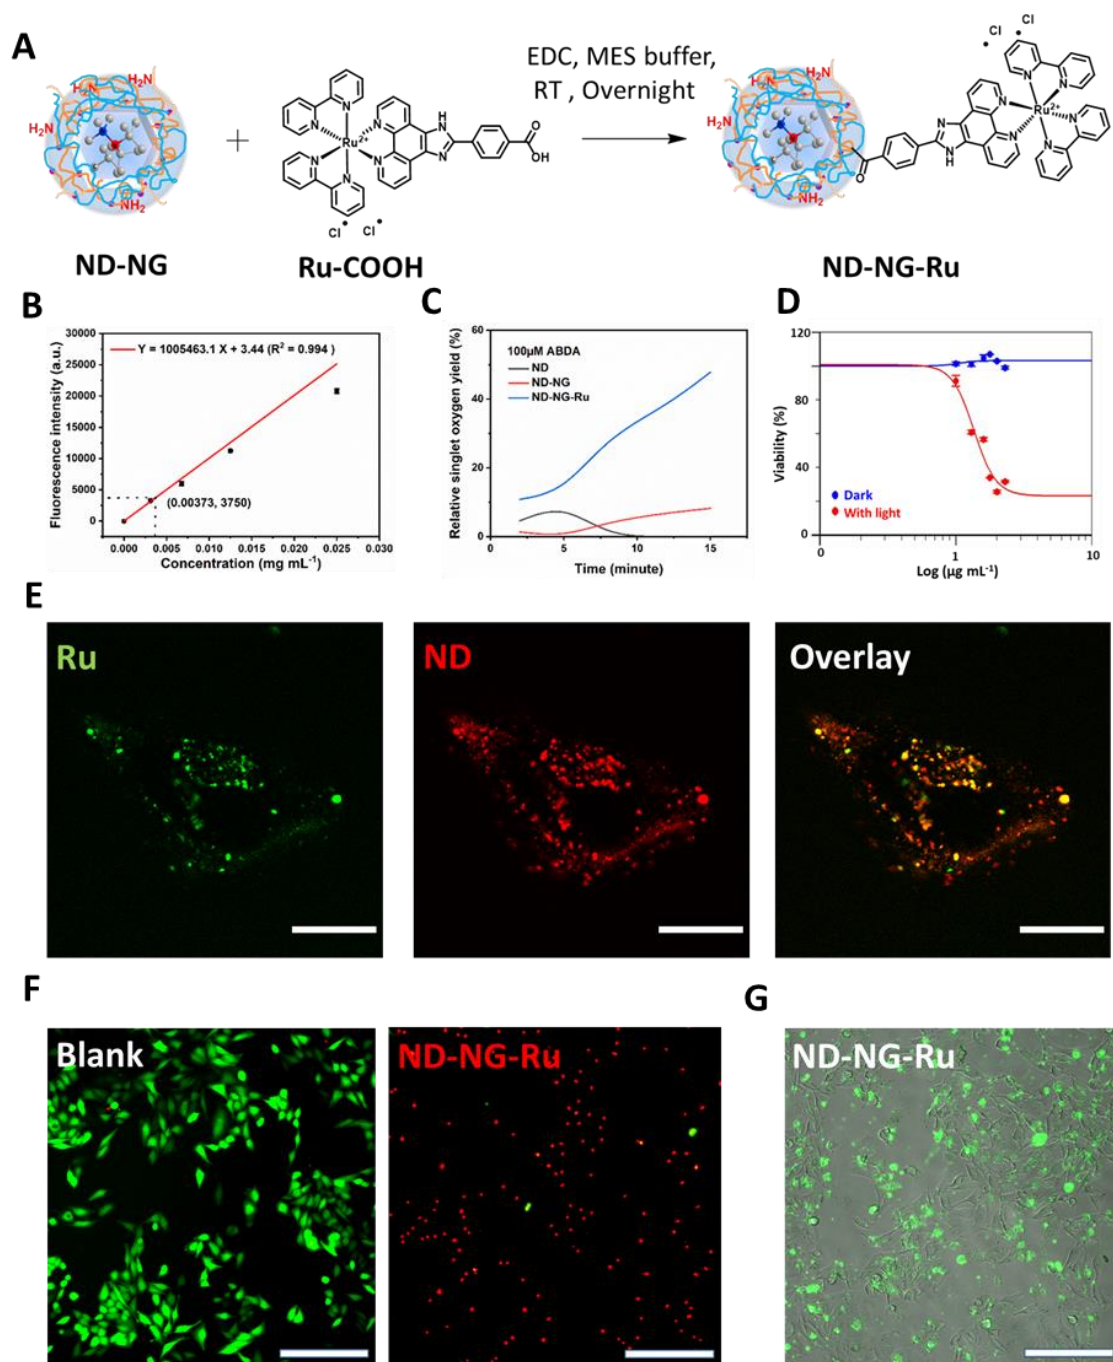 A
H₂N
H₂N
H₂N
NH₂
+
N
N
N
N
N
N
Ru²⁺
H
N
N
O
OH
Cl
Cl
EDC, MES buffer,
RT , Overnight
H₂N
H₂N
H₂N
NH₂
O
N
N
H
N
N
N
N
N
N
Ru²⁺
Cl
Cl
ND-NG
Ru-COOH
ND-NG-Ru
B
Fluorescence intensity (a.u.)
30000
25000
20000
15000
10000
5000
0
Y = 1005463.1 X + 3.44 (R² = 0.994 )
(0.00373, 3750)
0.000 0.005 0.010 0.015 0.020 0.025 0.030
Concentration (mg mL⁻¹)
C
Relative singlet oxygen yield (%)
60
40
20
0
100µM ABDA
ND
ND-NG
ND-NG-Ru
0 5 10 15
Time (minute)
D
Viability (%)
120
80
60
40
20
0
Dark
With light
0 1 10
Log (µg mL⁻¹)
E
Ru
ND
Overlay
F
Blank
ND-NG-Ru
G
ND-NG-Ru